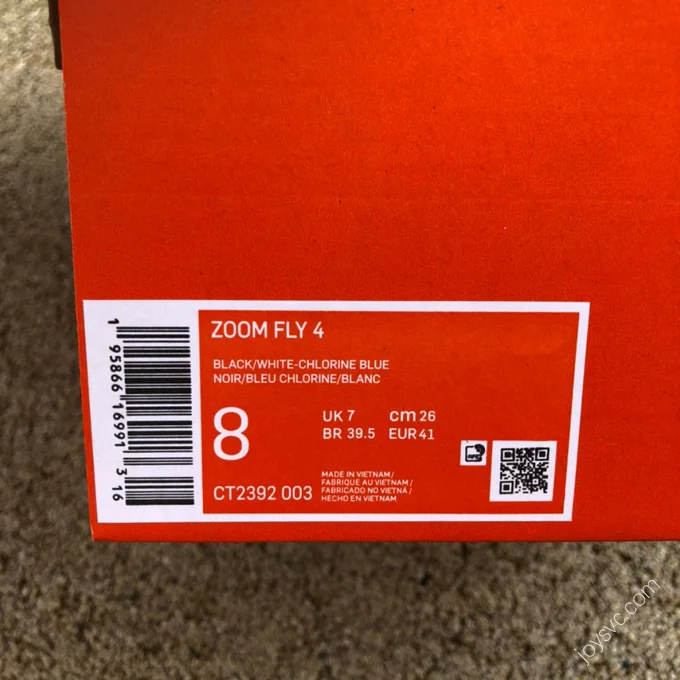 ZOOM FLY 4
BLACK/WHITE-CHLORINE BLUE
NOIR/BLEU CHLORINE/BLANC
8
UK 7 cm 26
BR 39.5 EUR 41
CT2392 003
MADE IN VIETNAM /
FABRIQUÉ AU VIETNAM /
FABRICADO NO VIETNÃ /
HECHO EN VIETNAM
1 95866 16991 3 16
joysvc.com